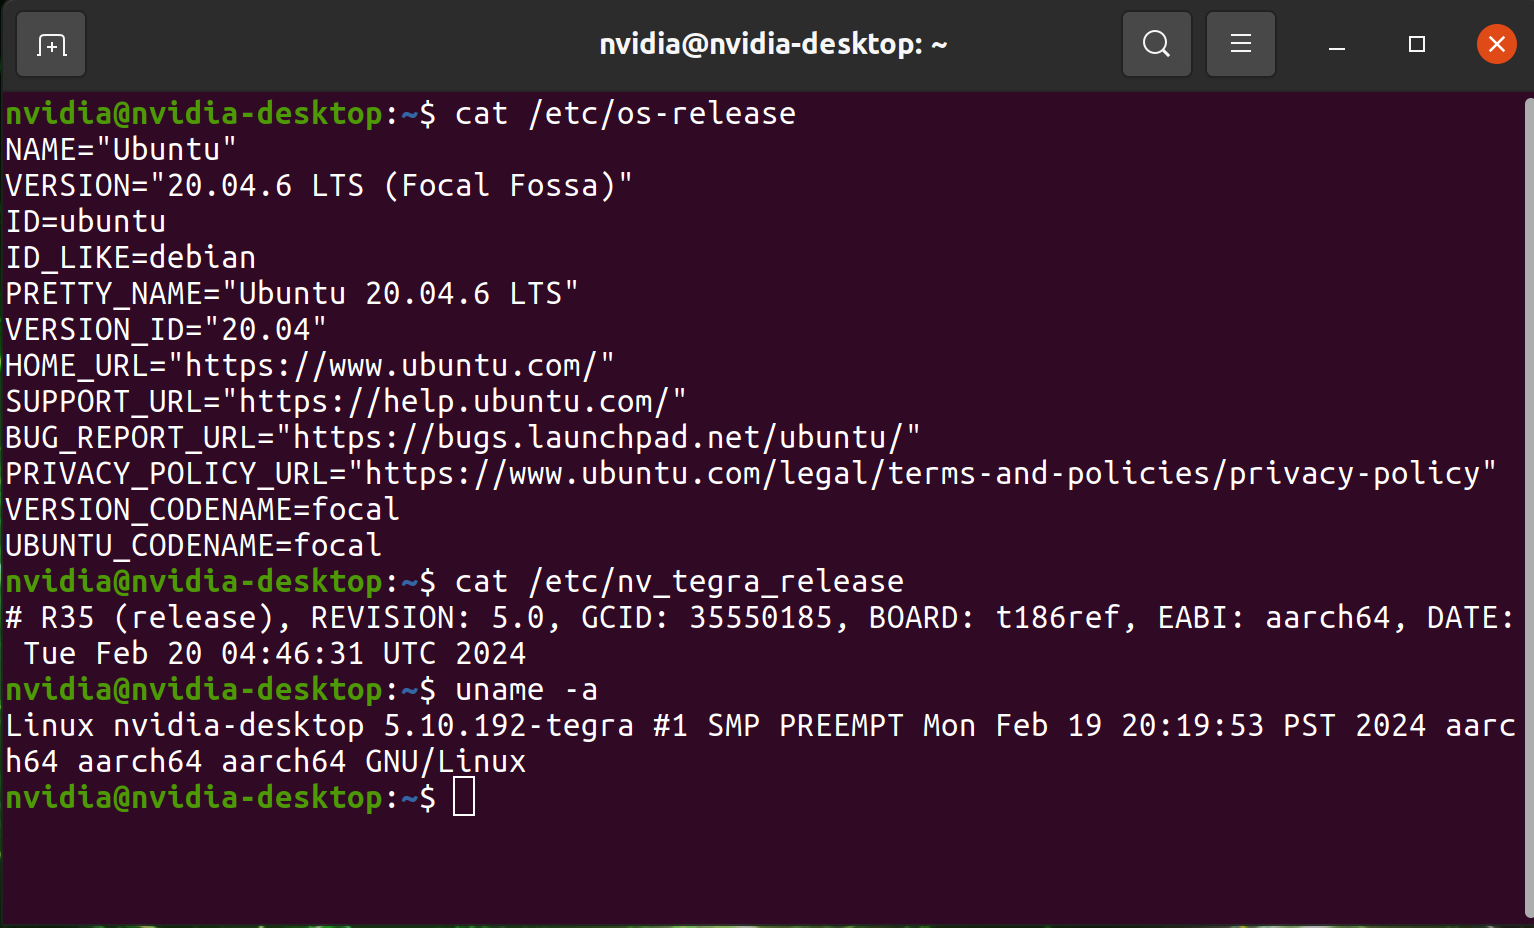 nvidia@nvidia-desktop: ~
nvidia@nvidia-desktop:~$ cat /etc/os-release
NAME="Ubuntu"
VERSION="20.04.6 LTS (Focal Fossa)"
ID=ubuntu
ID_LIKE=debian
PRETTY_NAME="Ubuntu 20.04.6 LTS"
VERSION_ID="20.04"
HOME_URL="https://www.ubuntu.com/"
SUPPORT_URL="https://help.ubuntu.com/"
BUG_REPORT_URL="https://bugs.launchpad.net/ubuntu/"
PRIVACY_POLICY_URL="https://www.ubuntu.com/legal/terms-and-policies/privacy-policy"
VERSION_CODENAME=focal
UBUNTU_CODENAME=focal
nvidia@nvidia-desktop:~$ cat /etc/nv_tegra_release
# R35 (release), REVISION: 5.0, GCID: 35550185, BOARD: t186ref, EABI: aarch64, DATE:
 Tue Feb 20 04:46:31 UTC 2024
nvidia@nvidia-desktop:~$ uname -a
Linux nvidia-desktop 5.10.192-tegra #1 SMP PREEMPT Mon Feb 19 20:19:53 PST 2024 aarc
h64 aarch64 aarch64 GNU/Linux
nvidia@nvidia-desktop:~$